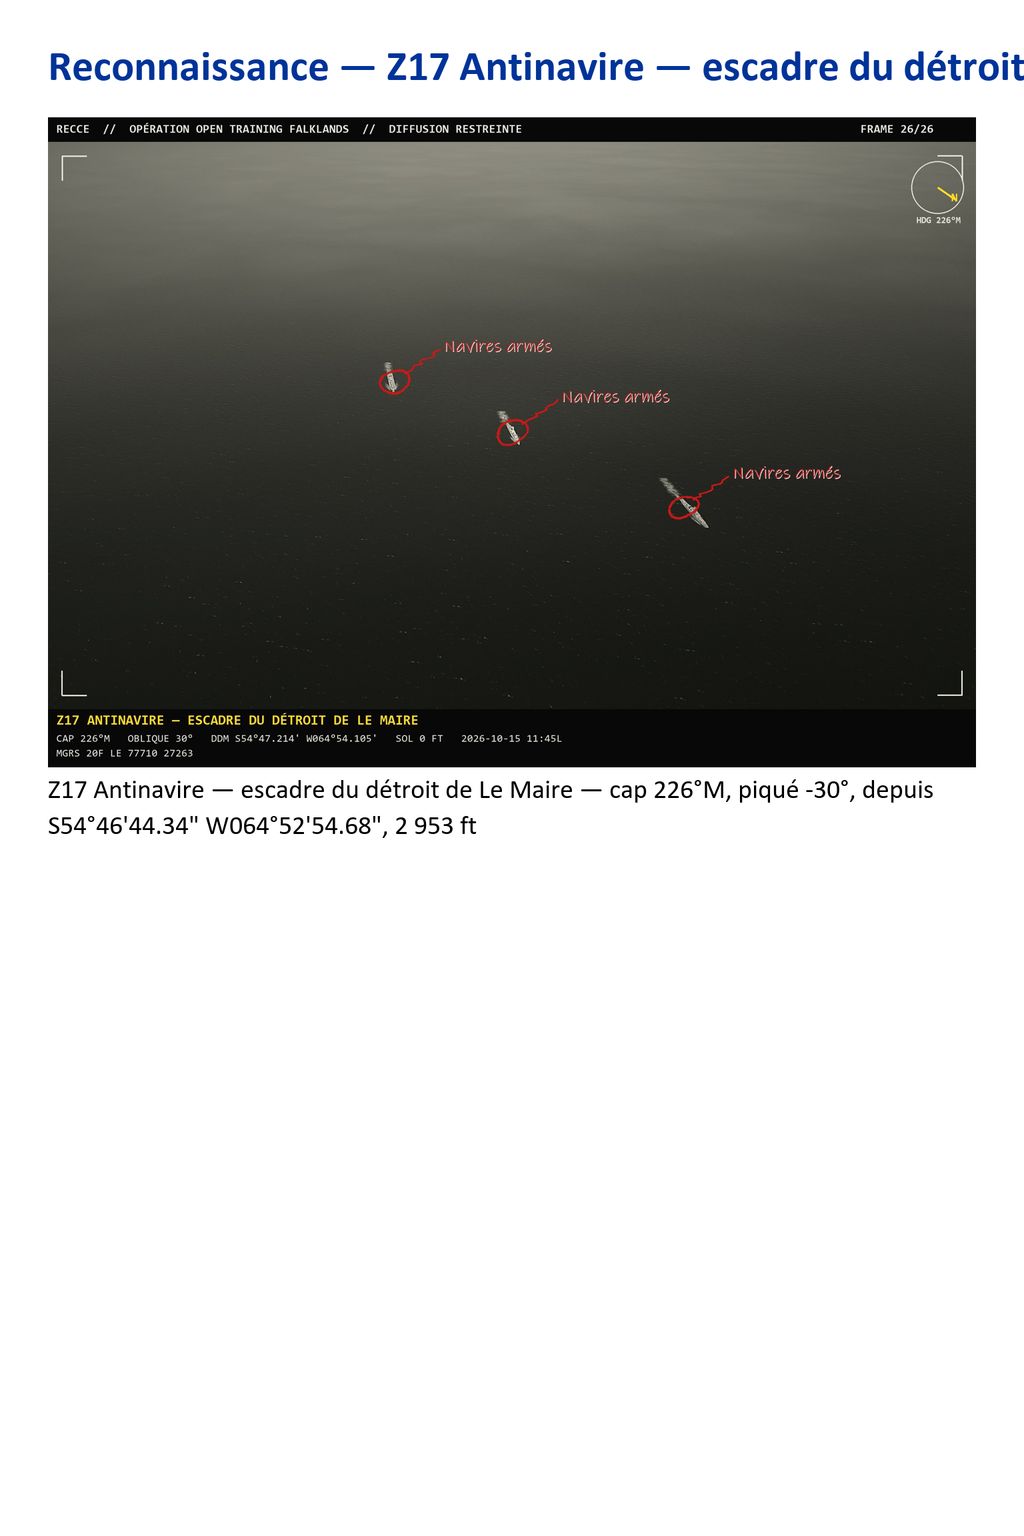 Reconnaissance — Z17 Antinavire — escadre du détroit
RECCE // OPÉRATION OPEN TRAINING FALKLANDS // DIFFUSION RESTREINTE FRAME 26/26
N
HDG 226°M
Navires armés
Navires armés
Navires armés
Z17 ANTINAVIRE — ESCADRE DU DÉTROIT DE LE MAIRE
CAP 226°M OBLIQUE 30° DDM S54°47.214' W064°54.105' SOL 0 FT 2026-10-15 11:45L
MGRS 20F LE 77710 27263
Z17 Antinavire — escadre du détroit de Le Maire — cap 226°M, piqué -30°, depuis
S54°46'44.34" W064°52'54.68", 2 953 ft